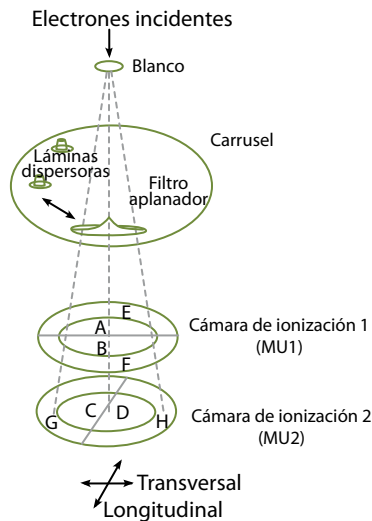 Electrones incidentes
Blanco
Carrusel
Láminas
dispersoras
Filtro
aplanador
E
A
B
F
Cámara de ionización 1
(MU1)
C
D
G
H
Cámara de ionización 2
(MU2)
Transversal
Longitudinal